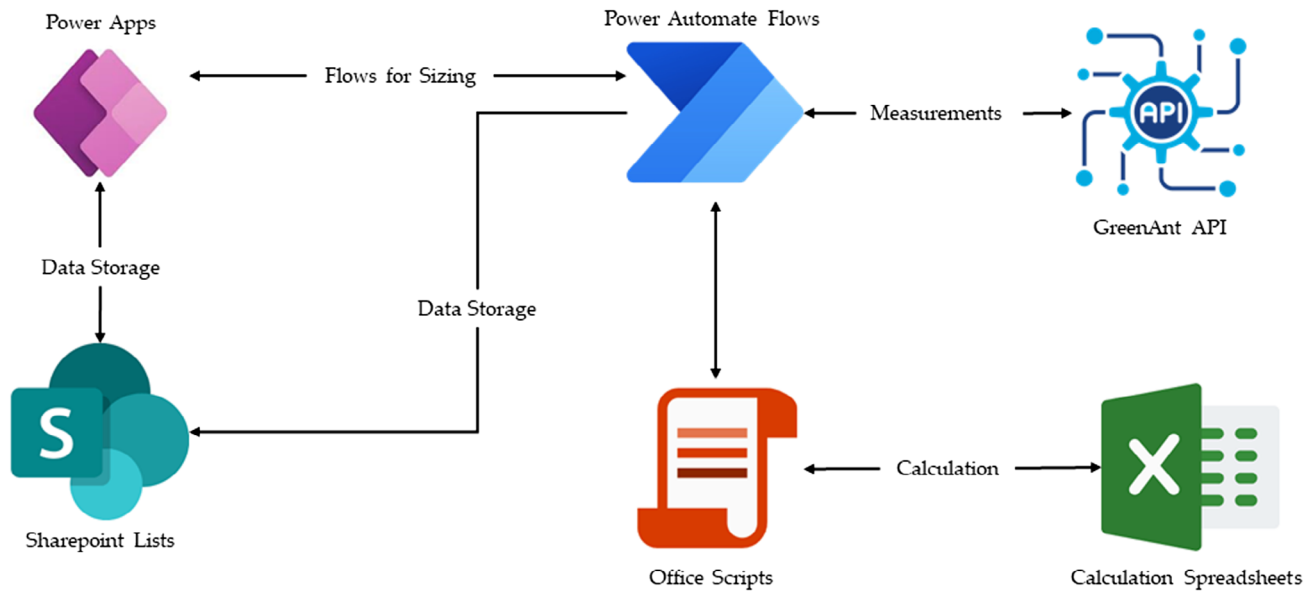 Power Apps
Power Automate Flows
Flows for Sizing
Measurements
API
GreenAnt API
Data Storage
Data Storage
S
Sharepoint Lists
X
Calculation
Office Scripts
Calculation Spreadsheets